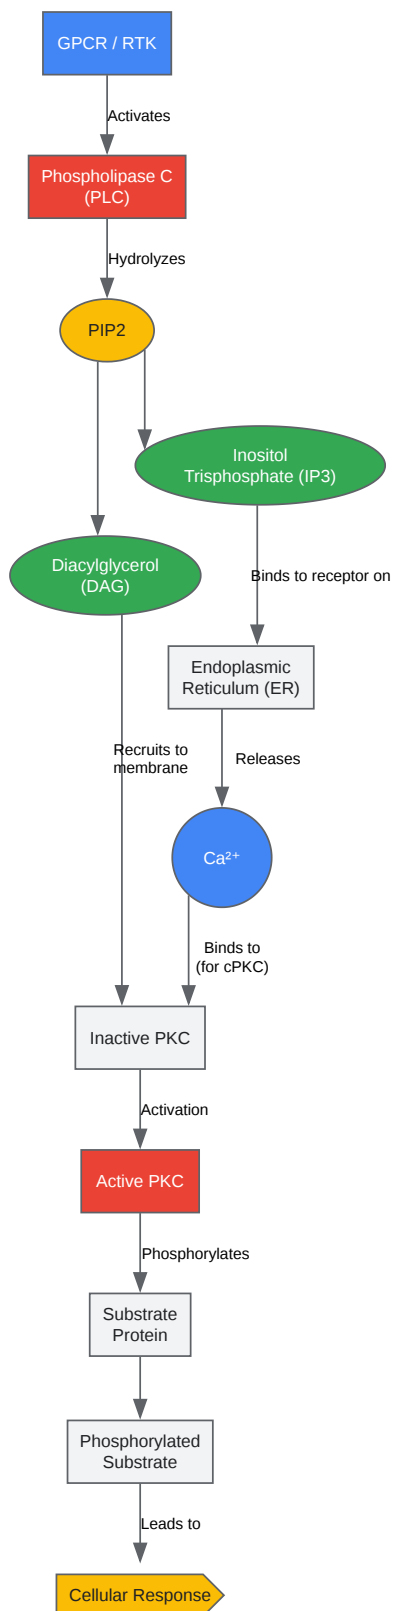 GPCR / RTK
Activates
Phospholipase C
(PLC)
Hydrolyzes
PIP2
Inositol
Trisphosphate (IP3)
Diacylglycerol
(DAG)
Binds to receptor on
Endoplasmic
Reticulum (ER)
Recruits to
membrane
Releases
Ca²⁺
Binds to
(for cPKC)
Inactive PKC
Activation
Active PKC
Phosphorylates
Substrate
Protein
Phosphorylated
Substrate
Leads to
Cellular Response